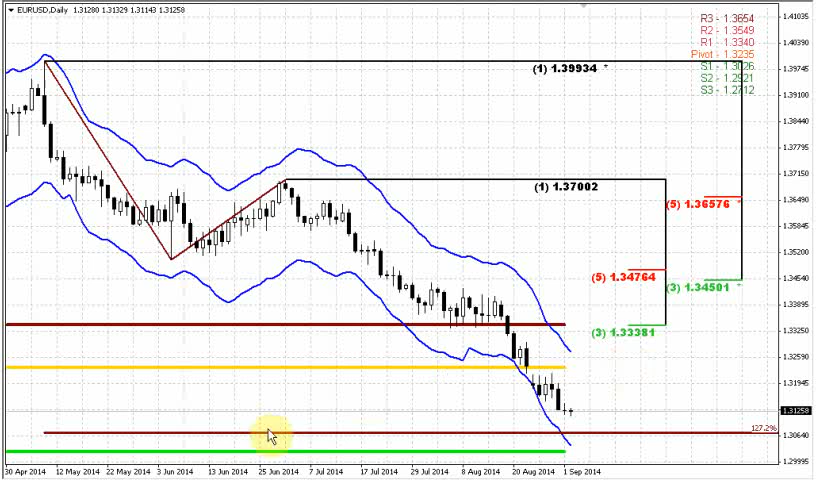 EURUSD,Daily 1.31280 1.31329 1.31143 1.31258
R3 - 1.3654
R2 - 1.3549
R1 - 1.3340
Pivot - 1.3235
S1 - 1.3026
S2 - 1.2921
S3 - 1.2712
(1) 1.39934 *
(1) 1.37002
(5) 1.36576 *
(5) 1.34764
(3) 1.34501 *
(3) 1.33381
127.2%
1.41035
1.40390
1.39745
1.39100
1.38440
1.37795
1.37150
1.36490
1.35845
1.35200
1.34540
1.33895
1.33250
1.32590
1.31945
1.31258
1.30640
1.29995
30 Apr 2014 12 May 2014 22 May 2014 3 Jun 2014 13 Jun 2014 25 Jun 2014 7 Jul 2014 17 Jul 2014 29 Jul 2014 8 Aug 2014 20 Aug 2014 1 Sep 2014